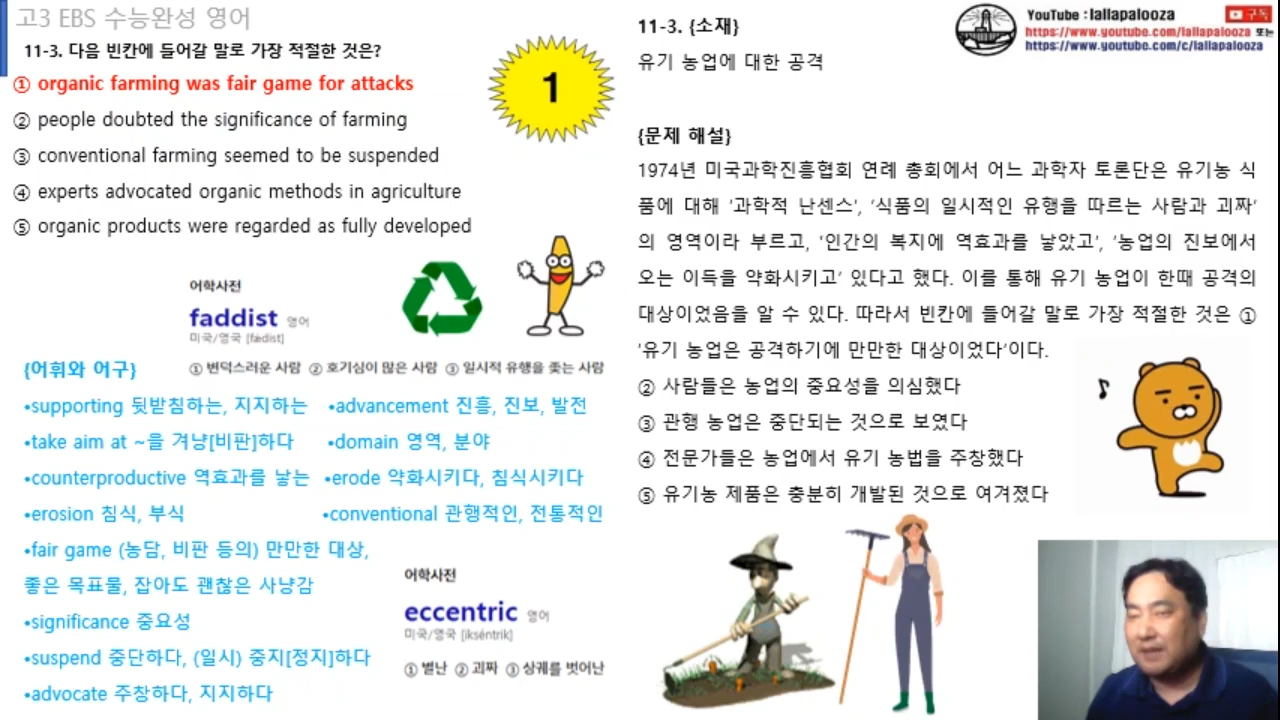 고3 EBS 수능완성 영어
11-3. 다음 빈칸에 들어갈 말로 가장 적절한 것은?
① organic farming was fair game for attacks
② people doubted the significance of farming
③ conventional farming seemed to be suspended
④ experts advocated organic methods in agriculture
⑤ organic products were regarded as fully developed
1
어학사전
faddist 영어
미국/영국 [fædist]
① 변덕스러운 사람 ② 호기심이 많은 사람 ③ 일시적 유행을 좇는 사람
{어휘와 어구}
•supporting 뒷받침하는, 지지하는 •advancement 진흥, 진보, 발전
•take aim at ~을 겨냥[비판]하다 •domain 영역, 분야
•counterproductive 역효과를 낳는 •erode 약화시키다, 침식시키다
•erosion 침식, 부식 •conventional 관행적인, 전통적인
•fair game (농담, 비판 등의) 만만한 대상,
좋은 목표물, 잡아도 괜찮은 사냥감
•significance 중요성
•suspend 중단하다, (일시) 중지[정지]하다
•advocate 주창하다, 지지하다
어학사전
eccentric 영어
미국/영국 [ikséntrik]
① 별난 ② 괴짜 ③ 상궤를 벗어난
11-3. {소재}
유기 농업에 대한 공격
YouTube : lallapalooza
구독
https://www.youtube.com/lallapalooza 또는
https://www.youtube.com/c/lallapalooza
{문제 해설}
1974년 미국과학진흥협회 연례 총회에서 어느 과학자 토론단은 유기농 식
품에 대해 '과학적 난센스', '식품의 일시적인 유행을 따르는 사람과 괴짜'
의 영역이라 부르고, '인간의 복지에 역효과를 낳았고', '농업의 진보에서
오는 이득을 약화시키고' 있다고 했다. 이를 통해 유기 농업이 한때 공격의
대상이었음을 알 수 있다. 따라서 빈칸에 들어갈 말로 가장 적절한 것은 ①
'유기 농업은 공격하기에 만만한 대상이었다'이다.
② 사람들은 농업의 중요성을 의심했다
③ 관행 농업은 중단되는 것으로 보였다
④ 전문가들은 농업에서 유기 농법을 주창했다
⑤ 유기농 제품은 충분히 개발된 것으로 여겨졌다